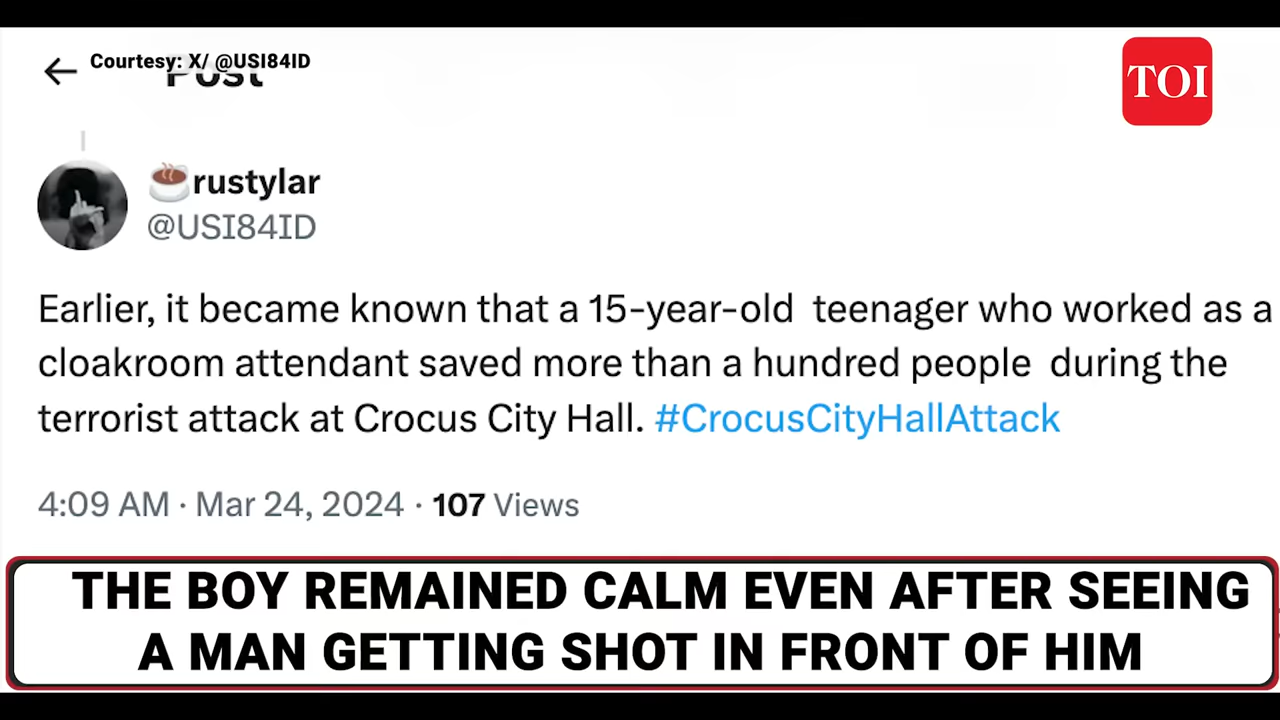 Courtesy: X/ @USI84ID
Post
TOI
rustylar
@USI84ID
Earlier, it became known that a 15-year-old teenager who worked as a
cloakroom attendant saved more than a hundred people during the
terrorist attack at Crocus City Hall. #CrocusCityHallAttack
4:09 AM · Mar 24, 2024 · 107 Views
THE BOY REMAINED CALM EVEN AFTER SEEING
A MAN GETTING SHOT IN FRONT OF HIM